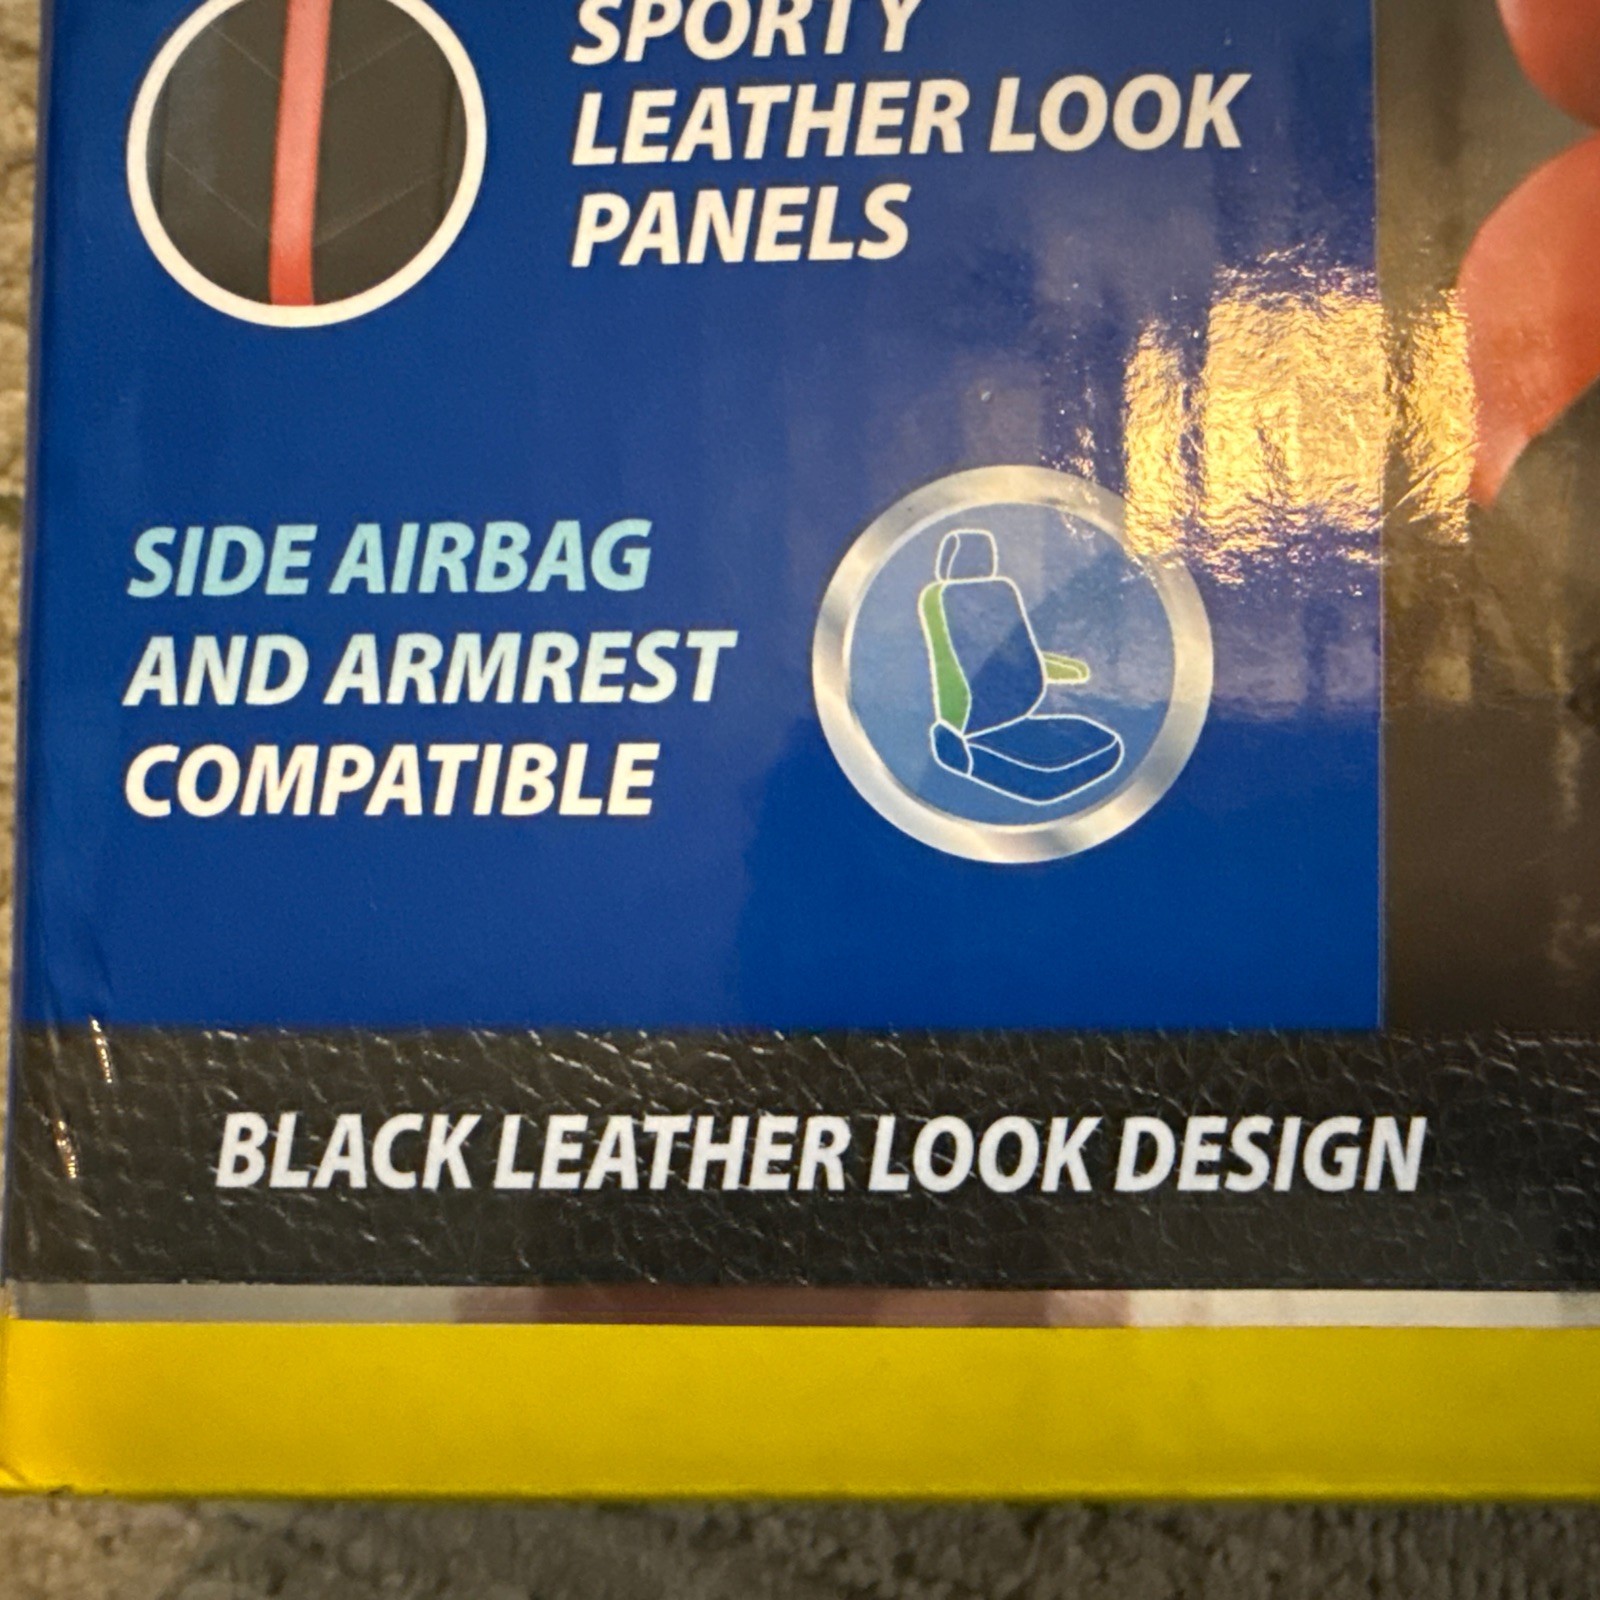 SPORTY
LEATHER LOOK
PANELS
SIDE AIRBAG
AND ARMREST
COMPATIBLE
BLACK LEATHER LOOK DESIGN